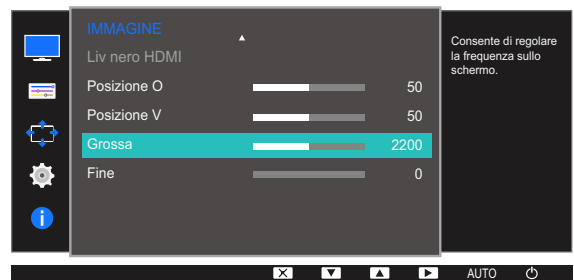 IMMAGINE
Liv nero HDMI
Posizione O 50
Posizione V 50
Grossa 2200
Fine 0
Consente di regolare
la frequenza sullo
schermo.
AUTO